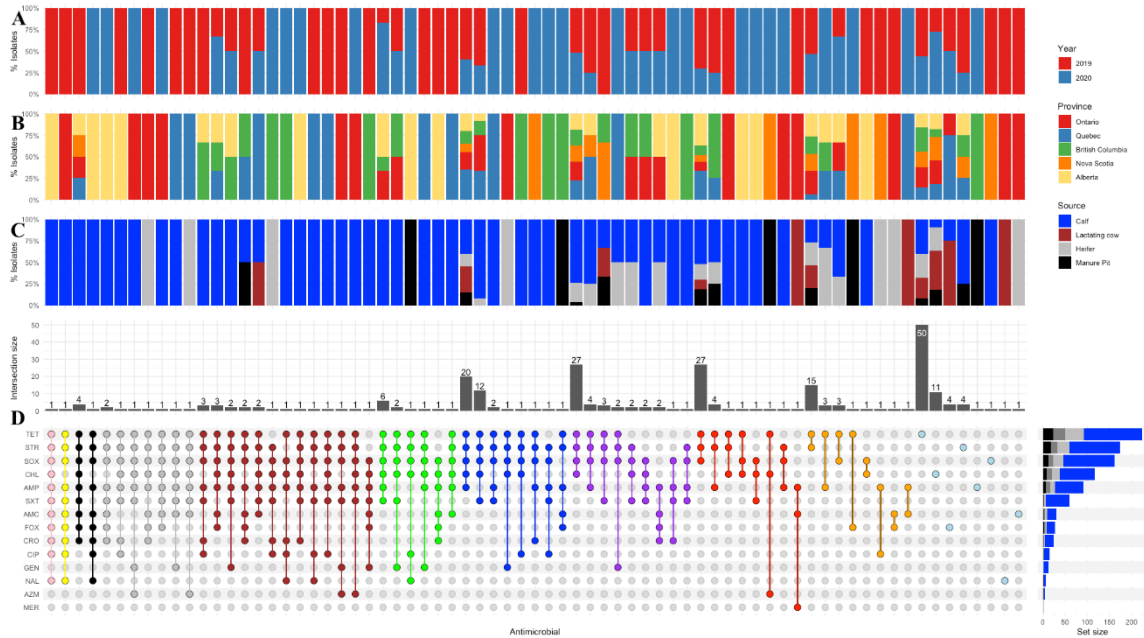 A
100%
75%
50%
25%
0%
% Isolates
B
100%
75%
50%
25%
0%
% Isolates
C
100%
75%
50%
25%
0%
% Isolates
Year
2019
2020
Province
Ontario
Quebec
British Columbia
Nova Scotia
Alberta
Source
Calf
Lactating cow
Heifer
Manure Pit
Intersection size
50
40
30
20
10
0
1 1 4 1 2 1 1 1 1 1 1 3 3 2 2 2 1 1 1 1 1 1 1 1 6 2 1 1 1 1 20 12 2 1 1 1 1 1 27 4 3 2 2 2 2 1 1 27 4 1 1 1 1 1 1 15 3 3 1 1 1 1 1 50 11 4 4 1 1 1 1
D
TET
STR
SOX
CHL
AMP
SXT
AMC
FOX
CRO
CIP
GEN
NAL
AZM
MER
Antimicrobial
0 50 100 150 200
Set size